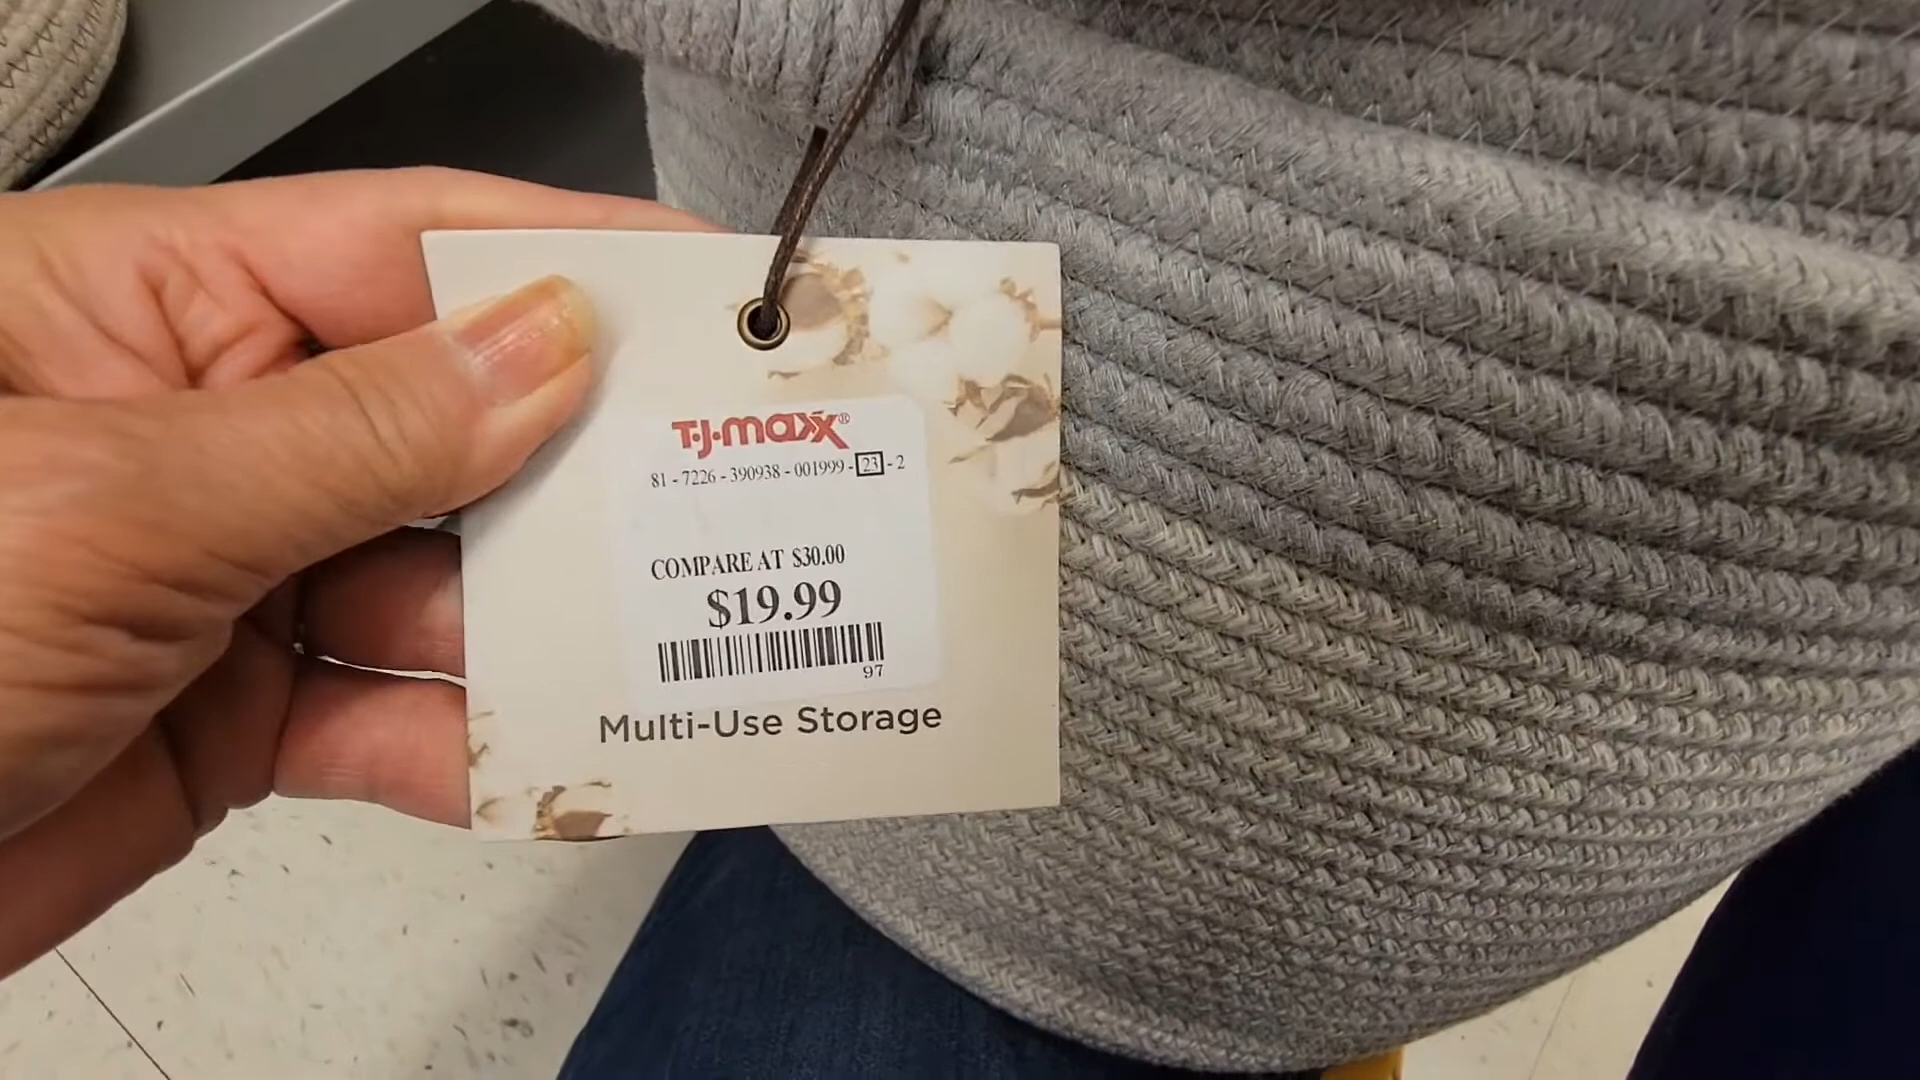 T·J·maxx®
81 - 7226 - 390938 - 001999 - 23 - 2
COMPARE AT $30.00
$19.99
97
Multi-Use Storage